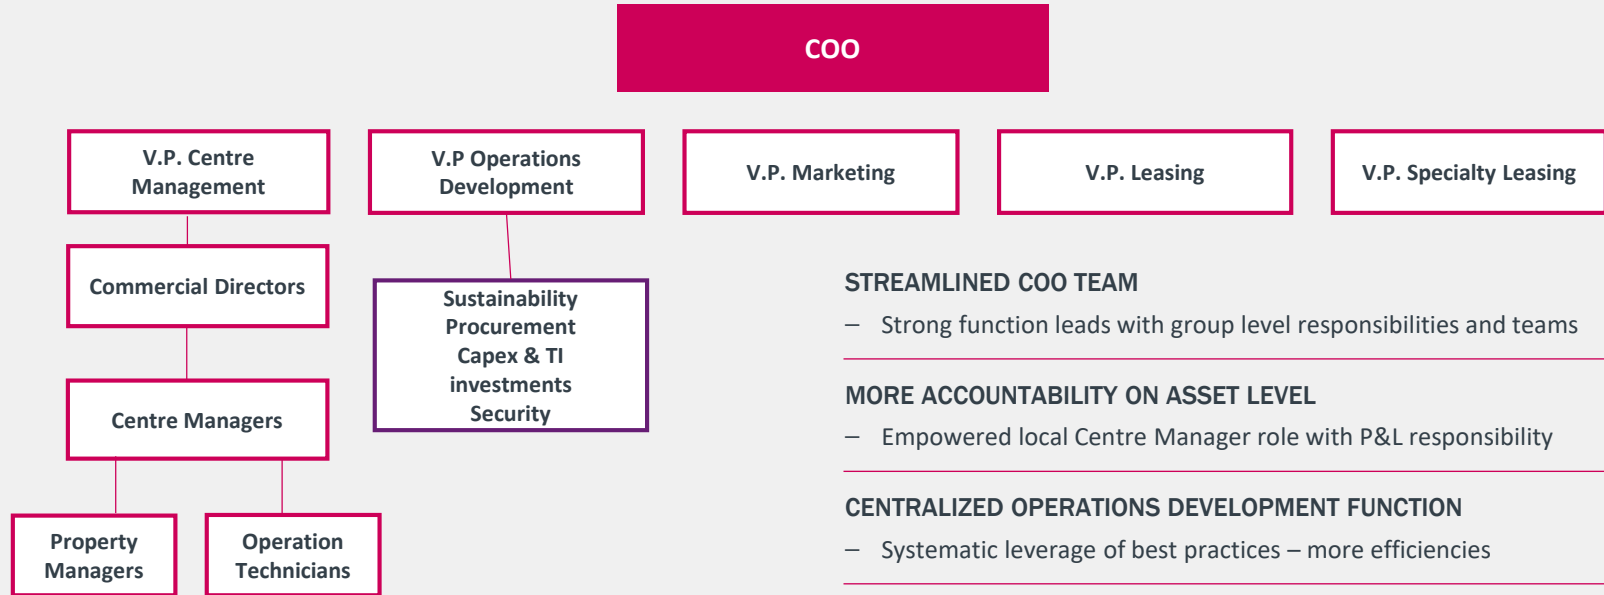 COO
V.P. Centre
Management
V.P Operations
Development
V.P. Marketing
V.P. Leasing
V.P. Specialty Leasing
Commercial Directors
Centre Managers
Property
Managers
Operation
Technicians
Sustainability
Procurement
Capex & TI
investments
Security
STREAMLINED COO TEAM
– Strong function leads with group level responsibilities and teams
MORE ACCOUNTABILITY ON ASSET LEVEL
– Empowered local Centre Manager role with P&L responsibility
CENTRALIZED OPERATIONS DEVELOPMENT FUNCTION
– Systematic leverage of best practices – more efficiencies